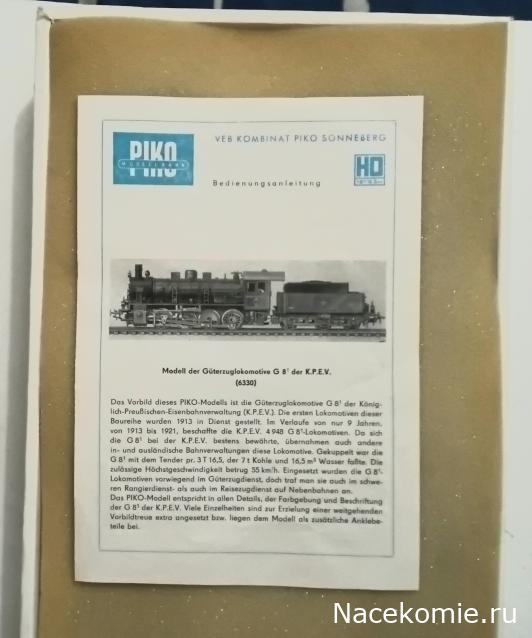 VEB KOMBINAT PIKO SONNEBERG
PIKO
MODELLBAHN
HO
Bedienungsanleitung
Modell der Güterzuglokomotive G 8¹ der K.P.E.V.
(6330)
Das Vorbild dieses PIKO-Modells ist die Güterzuglokomotive G 8¹ der König-
lich-Preußischen-Eisenbahnverwaltung (K.P.E.V.). Die ersten Lokomotiven dieser
Baureihe wurden 1913 in Dienst gestellt. Im Verlaufe von nur 9 Jahren,
von 1913 bis 1921, beschaffte die K.P.E.V. 4 948 G 8¹-Lokomotiven. Da sich
die G 8¹ bei der K.P.E.V. bestens bewährte, übernahmen auch andere
in- und ausländische Bahnverwaltungen diese Lokomotive. Gekuppelt war die
G 8¹ mit dem Tender pr. 3 T 16,5, der 7 t Kohle und 16,5 m³ Wasser faßte. Die
zulässige Höchstgeschwindigkeit betrug 55 km/h. Eingesetzt wurden die G 8¹-
Lokomotiven vorwiegend im Güterzugdienst, doch traf man sie auch im schwe-
ren Rangierdienst- als auch im Reisezugdienst auf Nebenbahnen an.
Das PIKO-Modell entspricht in allen Details, der Farbgebung und Beschriftung
der G 8¹ der K.P.E.V. Viele Einzelheiten sind zur Erzielung einer weitgehenden
Vorbildtreue extra angesetzt bzw. liegen dem Modell als zusätzliche Anklebe-
teile bei.
Nacekomie.ru